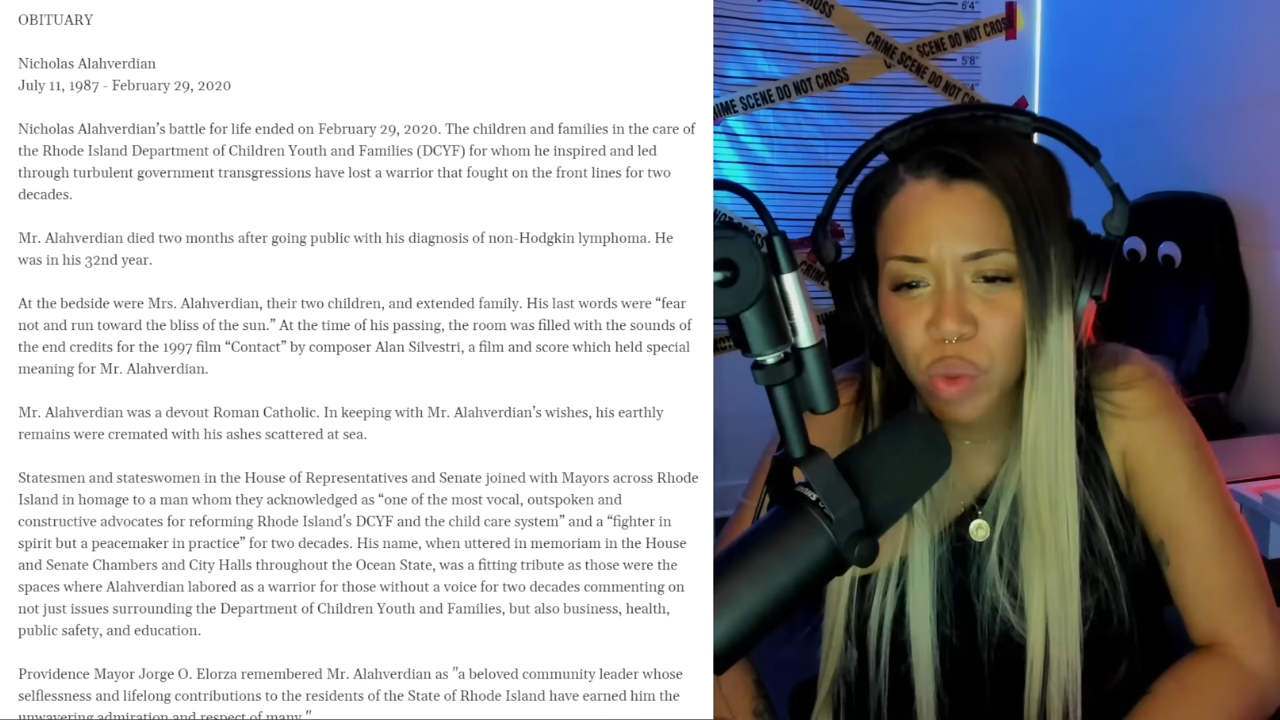 OBITUARY
Nicholas Alahverdian
July 11, 1987 - February 29, 2020
Nicholas Alahverdian’s battle for life ended on February 29, 2020. The children and families in the care of
the Rhode Island Department of Children Youth and Families (DCYF) for whom he inspired and led
through turbulent government transgressions have lost a warrior that fought on the front lines for two
decades.
Mr. Alahverdian died two months after going public with his diagnosis of non-Hodgkin lymphoma. He
was in his 32nd year.
At the bedside were Mrs. Alahverdian, their two children, and extended family. His last words were “fear
not and run toward the bliss of the sun.” At the time of his passing, the room was filled with the sounds of
the end credits for the 1997 film “Contact” by composer Alan Silvestri, a film and score which held special
meaning for Mr. Alahverdian.
Mr. Alahverdian was a devout Roman Catholic. In keeping with Mr. Alahverdian’s wishes, his earthly
remains were cremated with his ashes scattered at sea.
Statesmen and stateswomen in the House of Representatives and Senate joined with Mayors across Rhode
Island in homage to a man whom they acknowledged as “one of the most vocal, outspoken and
constructive advocates for reforming Rhode Island's DCYF and the child care system” and a “fighter in
spirit but a peacemaker in practice” for two decades. His name, when uttered in memoriam in the House
and Senate Chambers and City Halls throughout the Ocean State, was a fitting tribute as those were the
spaces where Alahverdian labored as a warrior for those without a voice for two decades commenting on
not just issues surrounding the Department of Children Youth and Families, but also business, health,
public safety, and education.
Providence Mayor Jorge O. Elorza remembered Mr. Alahverdian as "a beloved community leader whose
selflessness and lifelong contributions to the residents of the State of Rhode Island have earned him the
unwavering admiration and respect of many."
CROSS
6'4"
CRIME SCENE DO NOT CROSS
5'8"
CRIME SCENE DO NOT CROSS
SCENE DO NOT CROSS
CRIME